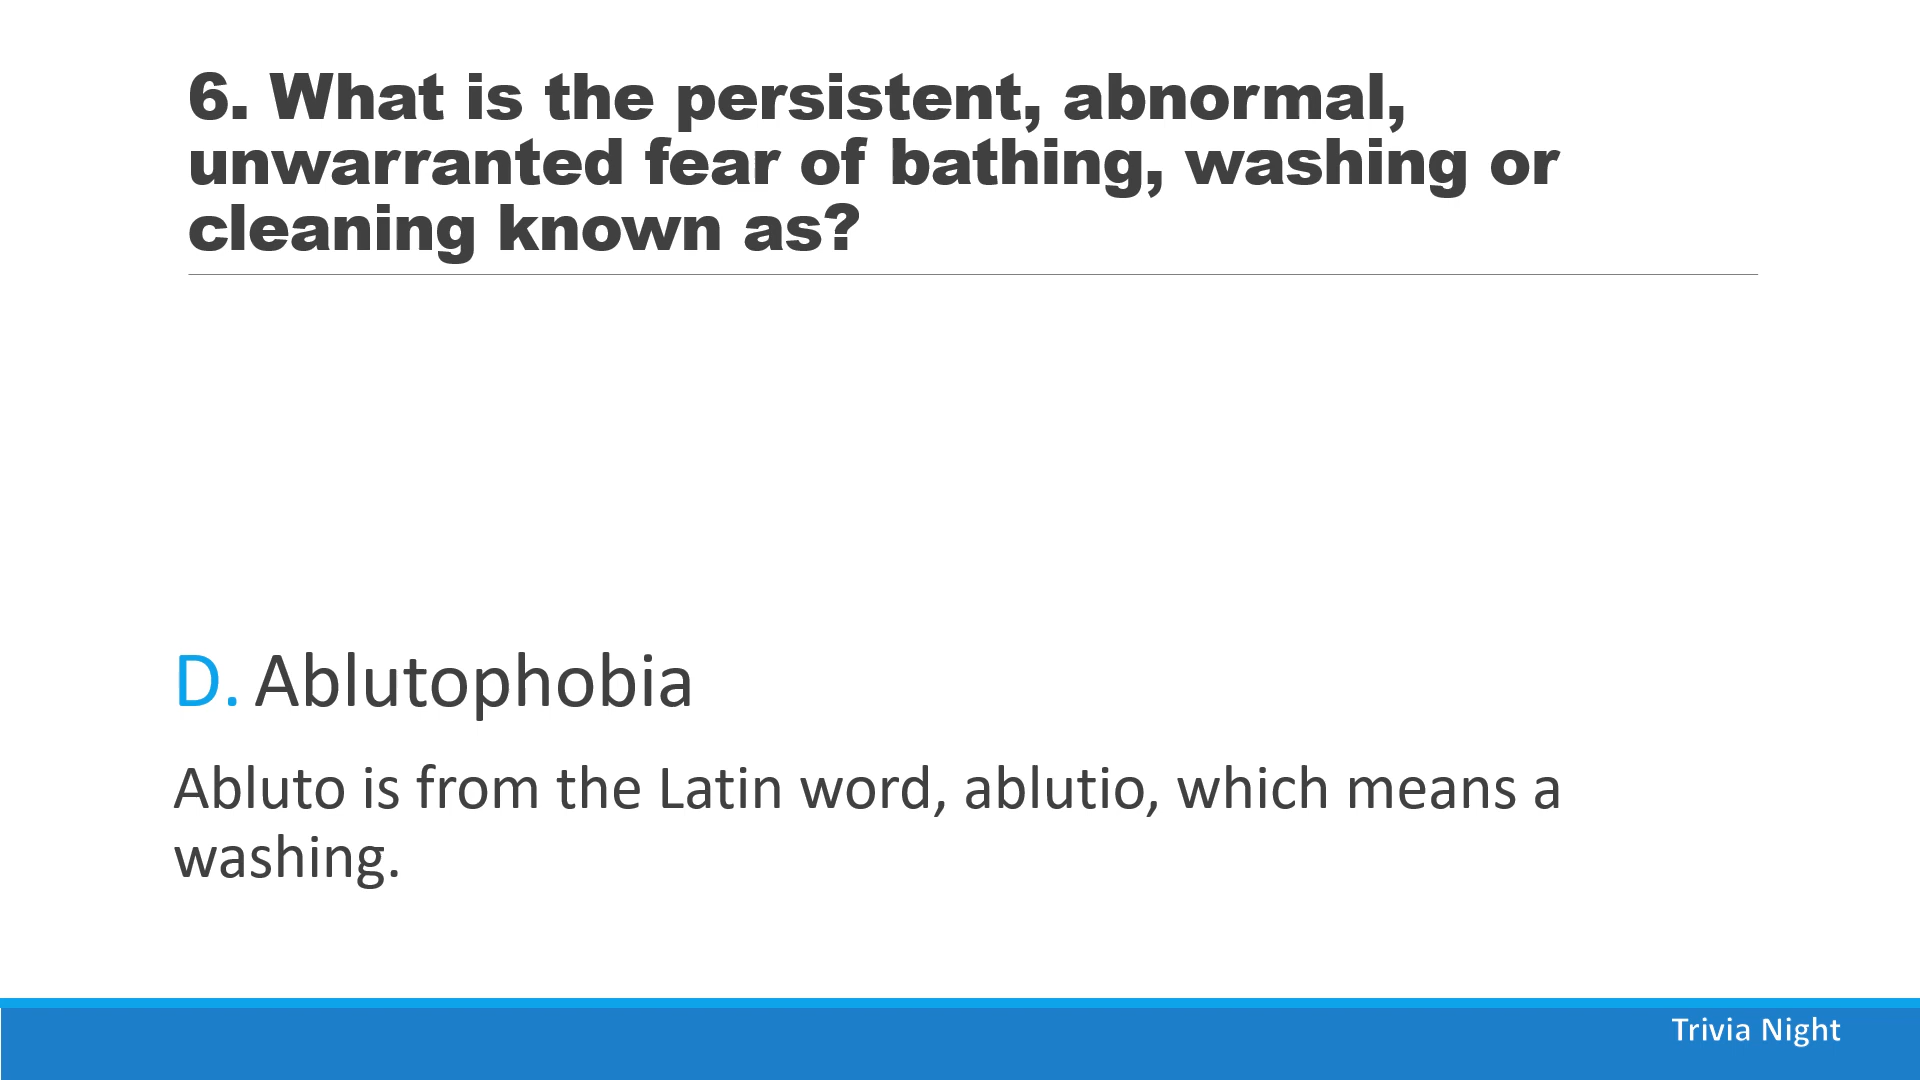 6. What is the persistent, abnormal,
unwarranted fear of bathing, washing or
cleaning known as?
D. Ablutophobia
Abluto is from the Latin word, ablutio, which means a
washing.
Trivia Night